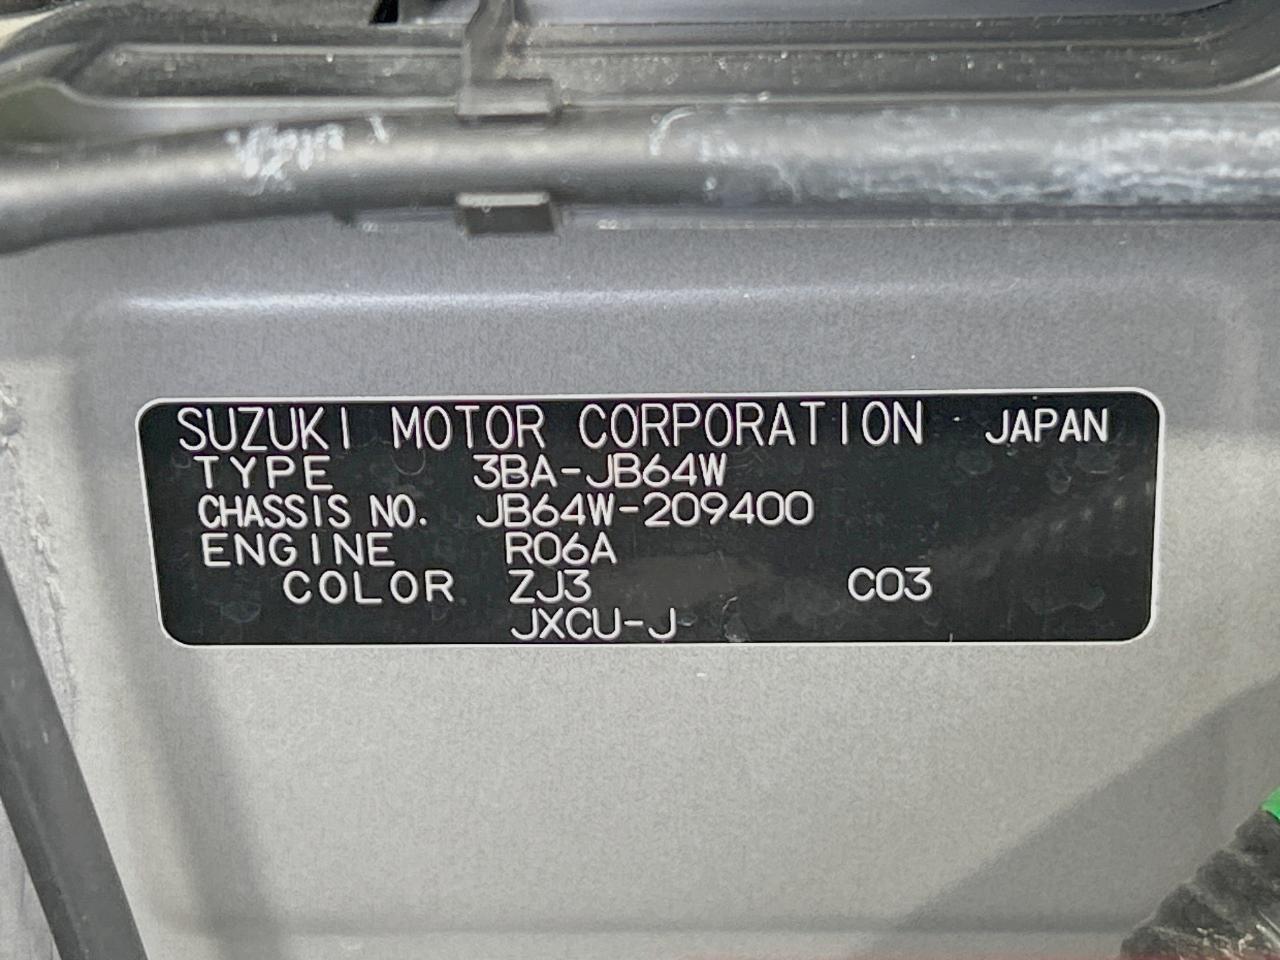 SUZUKI MOTOR CORPORATION JAPAN
TYPE 3BA-JB64W
CHASSIS NO. JB64W-209400
ENGINE R06A
COLOR ZJ3 C03
JXCU-J